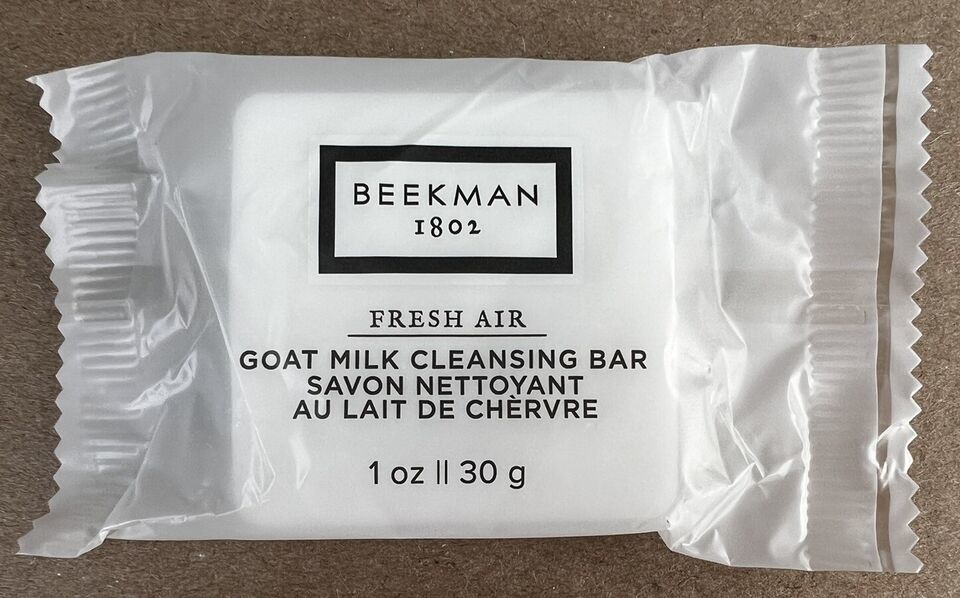 BEEKMAN
1802
FRESH AIR
GOAT MILK CLEANSING BAR
SAVON NETTOYANT
AU LAIT DE CHÈRVRE
1 oz || 30 g